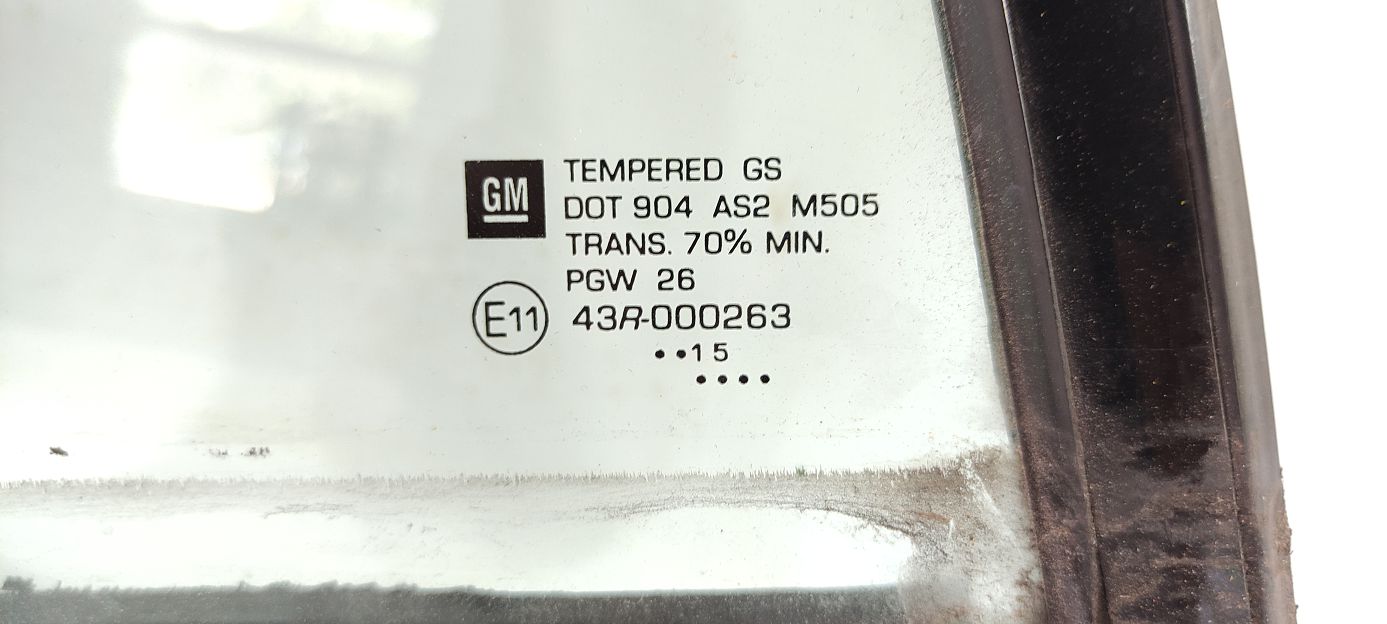 GM
TEMPERED GS
DOT 904 AS2 M505
TRANS. 70% MIN.
PGW 26
E11 43R-000263
••15
••••